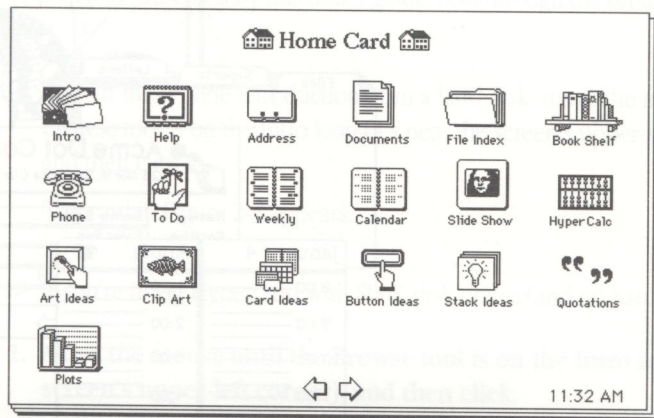 Home Card
Intro Help Address Documents File Index Book Shelf
Phone To Do Weekly Calendar Slide Show HyperCalc
Art Ideas Clip Art Card Ideas Button Ideas Stack Ideas Quotations
Plots
11:32 AM